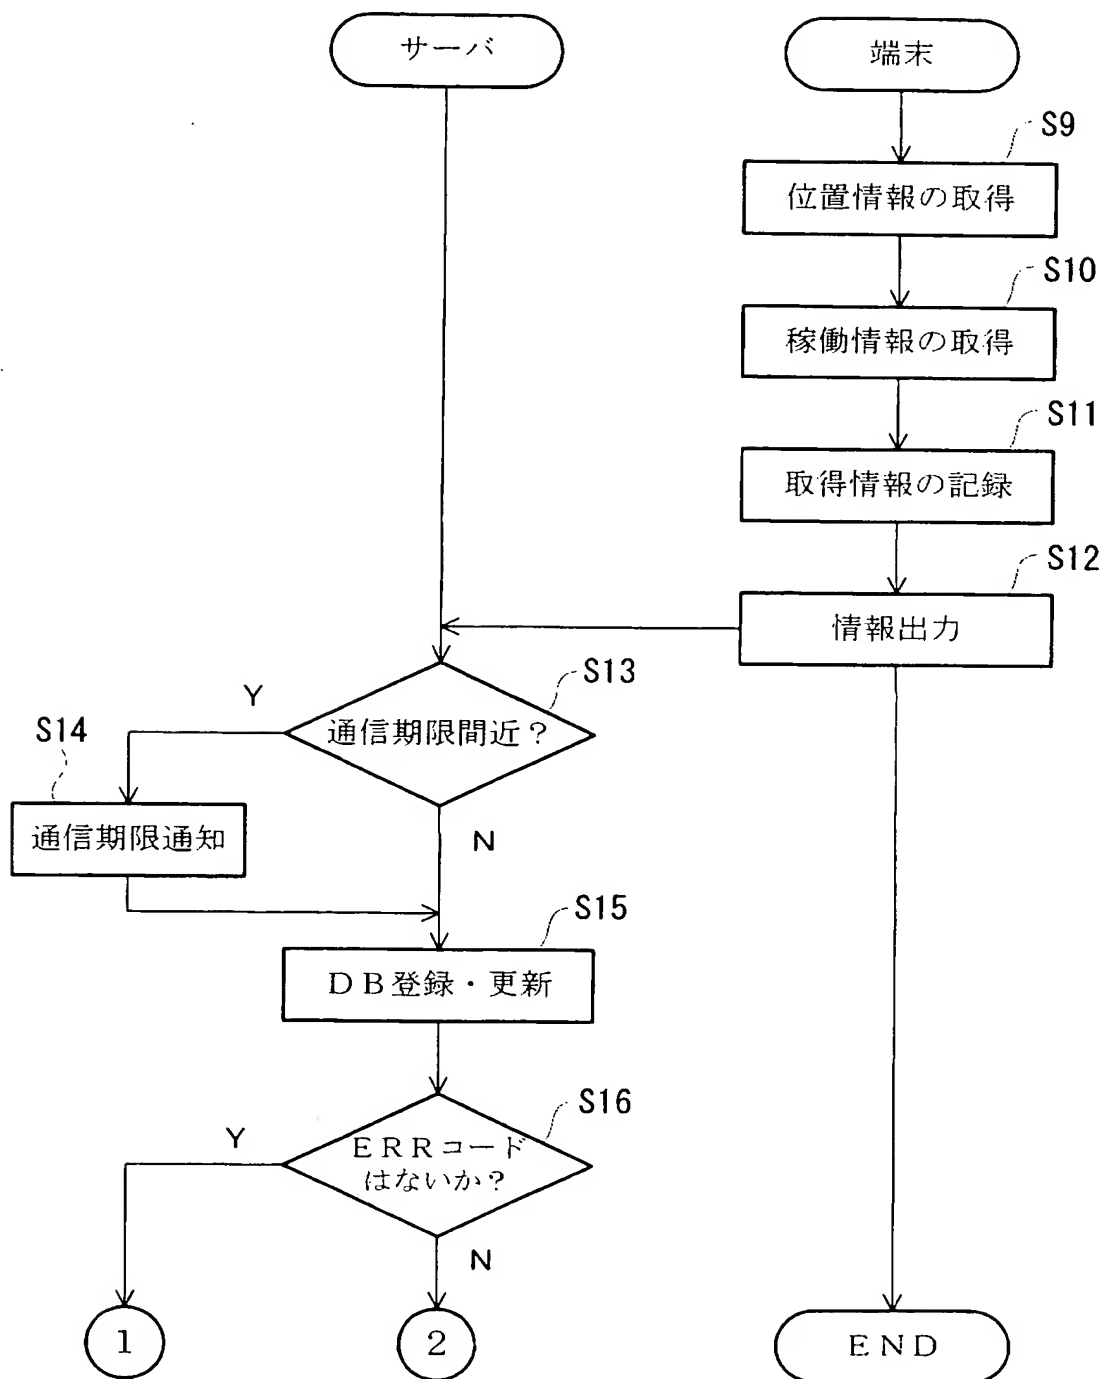 サーバ
端末
S9
位置情報の取得
S10
稼働情報の取得
S11
取得情報の記録
S12
情報出力
S13
Y
通信期限間近?
S14
通信期限通知
N
S15
DB登録・更新
S16
Y
ERRコード
はないか?
N
1
2
END